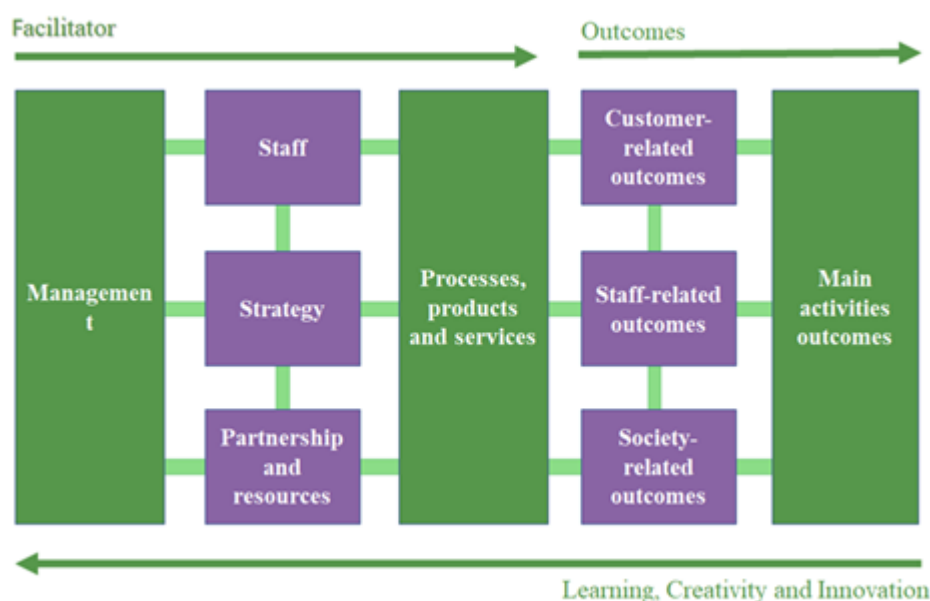 Facilitator
Outcomes
Managemen
t
Staff
Strategy
Partnership
and
resources
Processes,
products
and services
Customer-
related
outcomes
Staff-related
outcomes
Society-
related
outcomes
Main
activities
outcomes
Learning, Creativity and Innovation